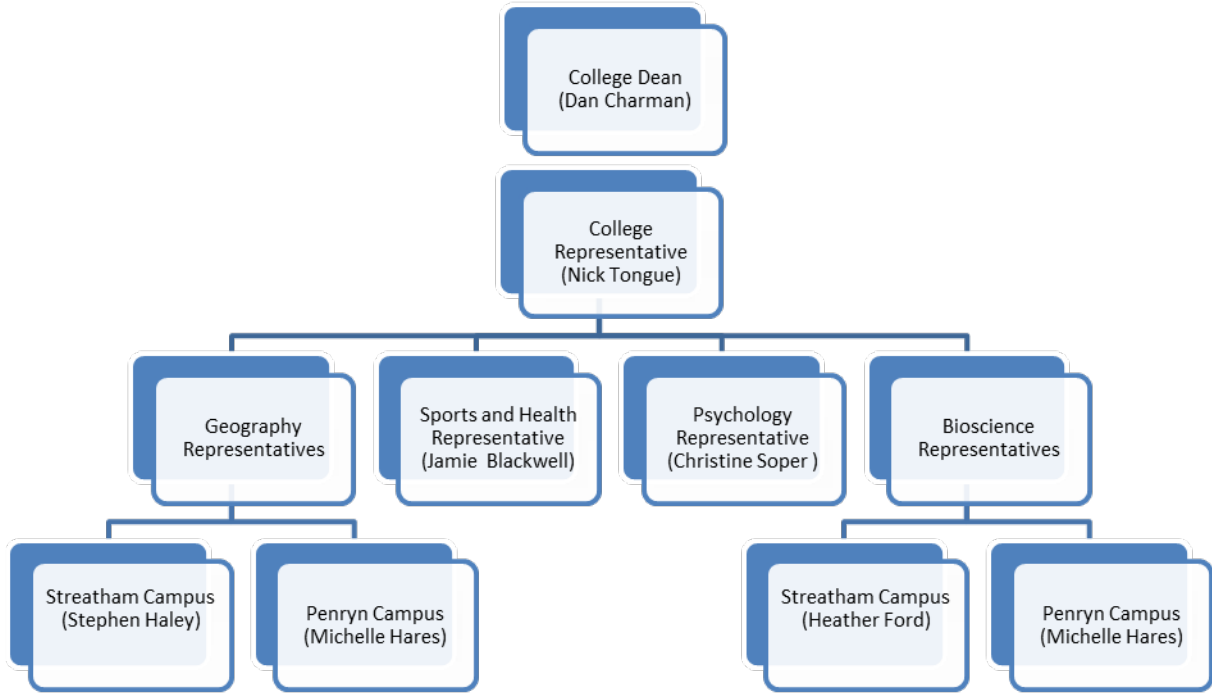 College Dean
(Dan Charman)
College
Representative
(Nick Tongue)
Geography
Representatives
Sports and Health
Representative
(Jamie Blackwell)
Psychology
Representative
(Christine Soper )
Bioscience
Representatives
Streatham Campus
(Stephen Haley)
Penryn Campus
(Michelle Hares)
Streatham Campus
(Heather Ford)
Penryn Campus
(Michelle Hares)